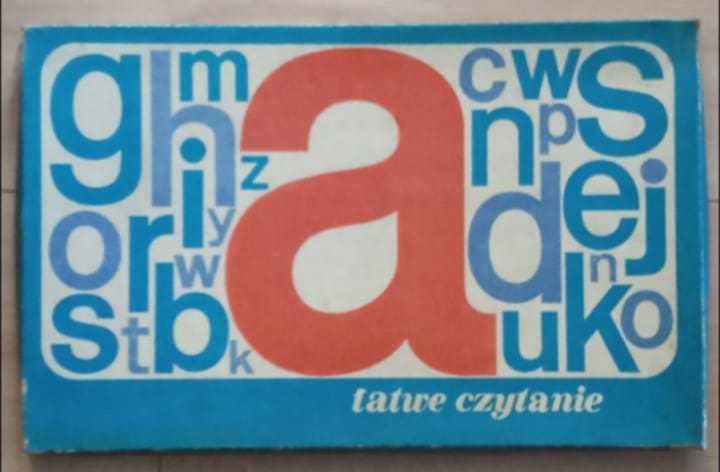 g h m a c w s
i z n p
o r y d e j
w n
s t b k u k o
łatwe czytanie